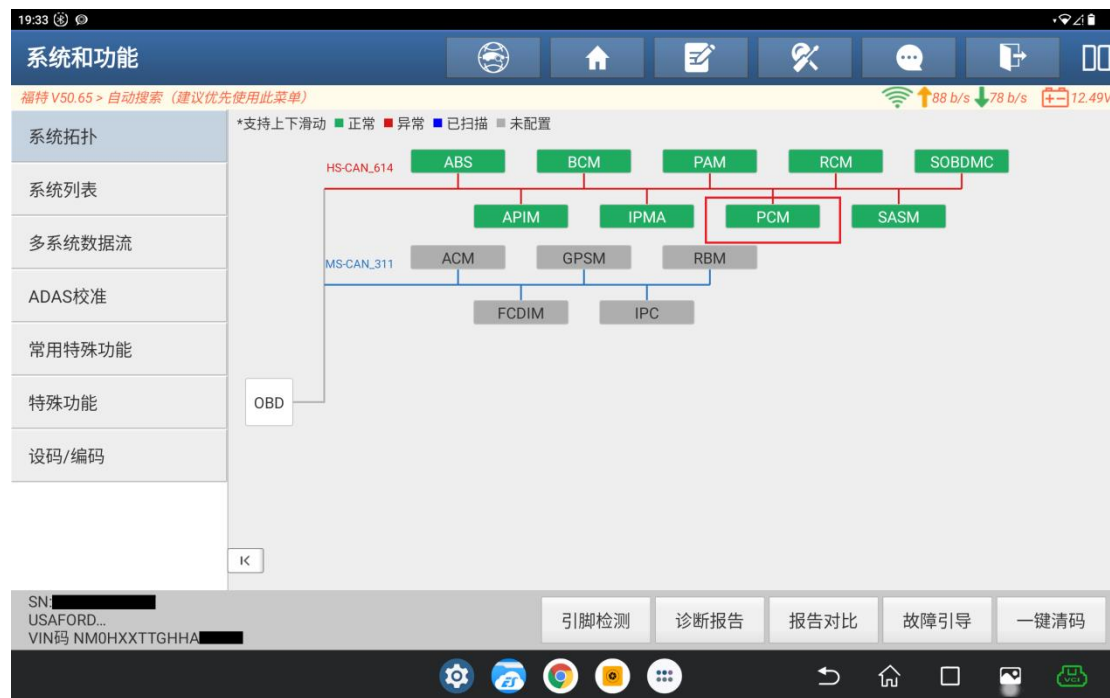 19:33
系统和功能
福特 V50.65 > 自动搜索（建议优先使用此菜单）
88 b/s 78 b/s 12.49V
系统拓扑
系统列表
多系统数据流
ADAS校准
常用特殊功能
特殊功能
设码/编码
*支持上下滑动 正常 异常 已扫描 未配置
HS-CAN_614
ABS BCM PAM RCM SOBDMC
APIM IPMA PCM SASM
MS-CAN_311
ACM GPSM RBM
FCDIM IPC
OBD
SN:
USAFORD...
VIN码 NM0HXXTTGHHA
引脚检测 诊断报告 报告对比 故障引导 一键清码
ES
VCI